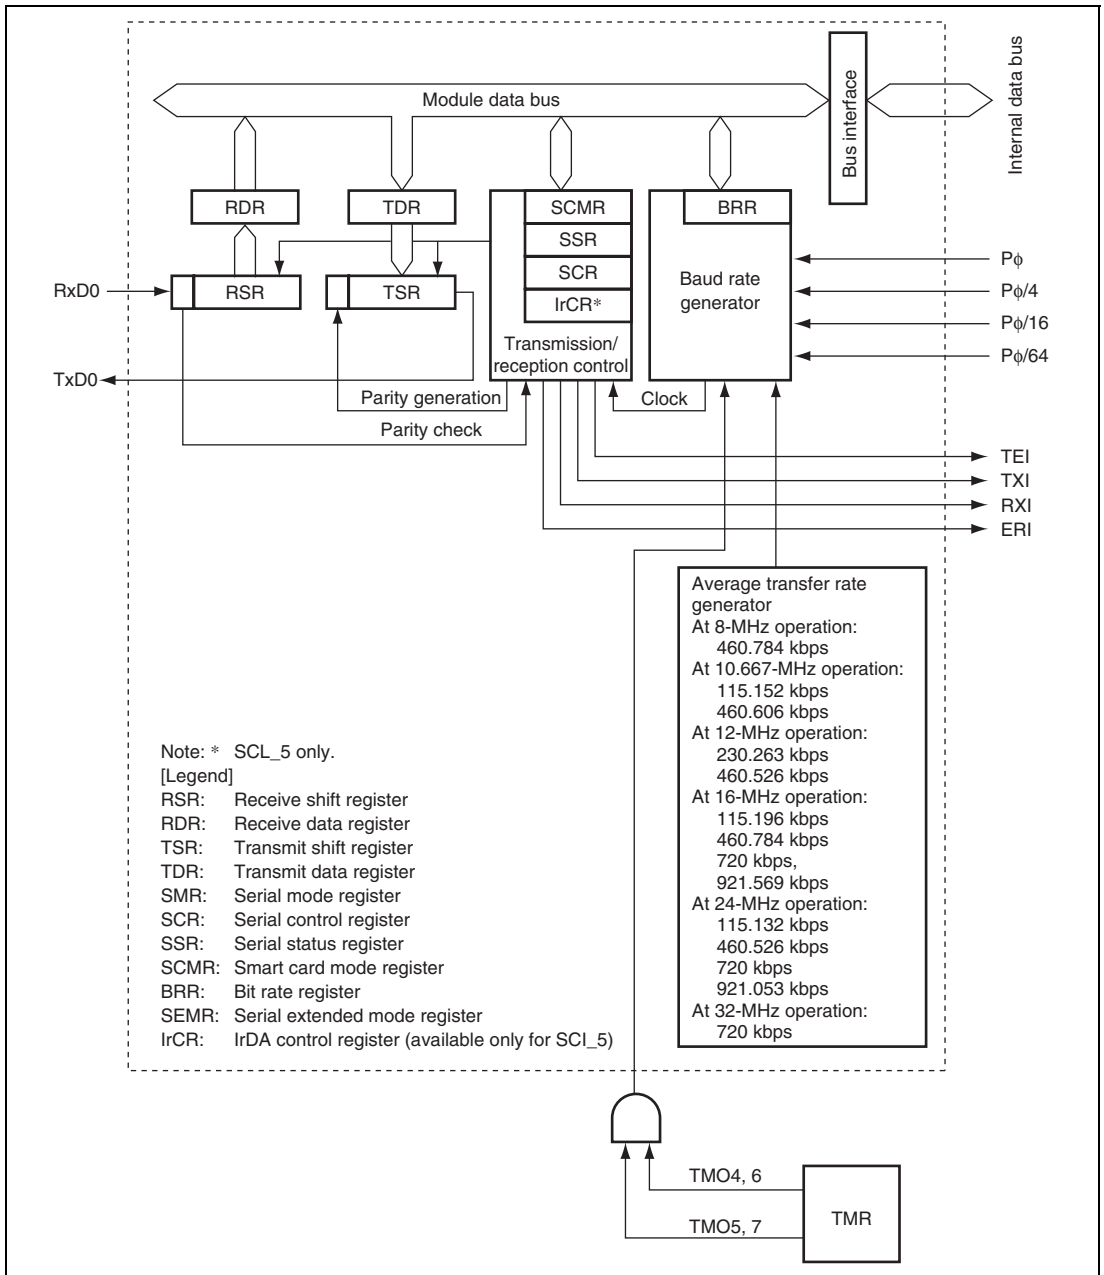 Module data bus
Bus interface
Internal data bus
RDR
TDR
SCMR
BRR
SSR
SCR
IrCR*
RSR
TSR
Baud rate
generator
Transmission/
reception control
RxD0
TxD0
Pϕ
Pϕ/4
Pϕ/16
Pϕ/64
Parity generation
Clock
Parity check
TEI
TXI
RXI
ERI
Average transfer rate
generator
At 8-MHz operation:
460.784 kbps
At 10.667-MHz operation:
115.152 kbps
460.606 kbps
At 12-MHz operation:
230.263 kbps
460.526 kbps
At 16-MHz operation:
115.196 kbps
460.784 kbps
720 kbps,
921.569 kbps
At 24-MHz operation:
115.132 kbps
460.526 kbps
720 kbps
921.053 kbps
At 32-MHz operation:
720 kbps
Note: * SCL_5 only.
[Legend]
RSR: Receive shift register
RDR: Receive data register
TSR: Transmit shift register
TDR: Transmit data register
SMR: Serial mode register
SCR: Serial control register
SSR: Serial status register
SCMR: Smart card mode register
BRR: Bit rate register
SEMR: Serial extended mode register
IrCR: IrDA control register (available only for SCI_5)
TMO4, 6
TMO5, 7
TMR